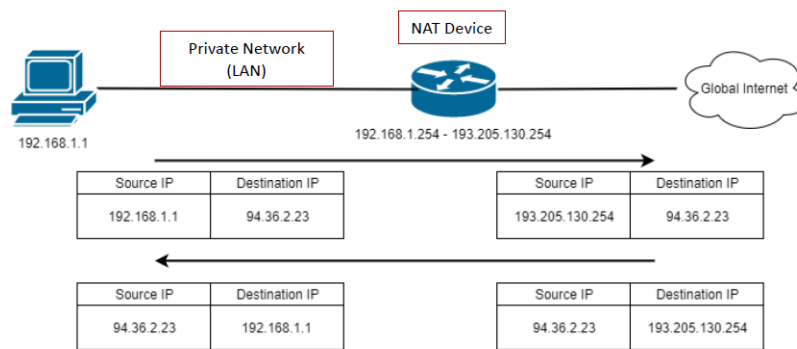 NAT Device
Private Network
(LAN)
Global Internet
192.168.1.1
192.168.1.254 - 193.205.130.254
Source IP Destination IP
192.168.1.1 94.36.2.23
Source IP Destination IP
193.205.130.254 94.36.2.23
Source IP Destination IP
94.36.2.23 192.168.1.1
Source IP Destination IP
94.36.2.23 193.205.130.254